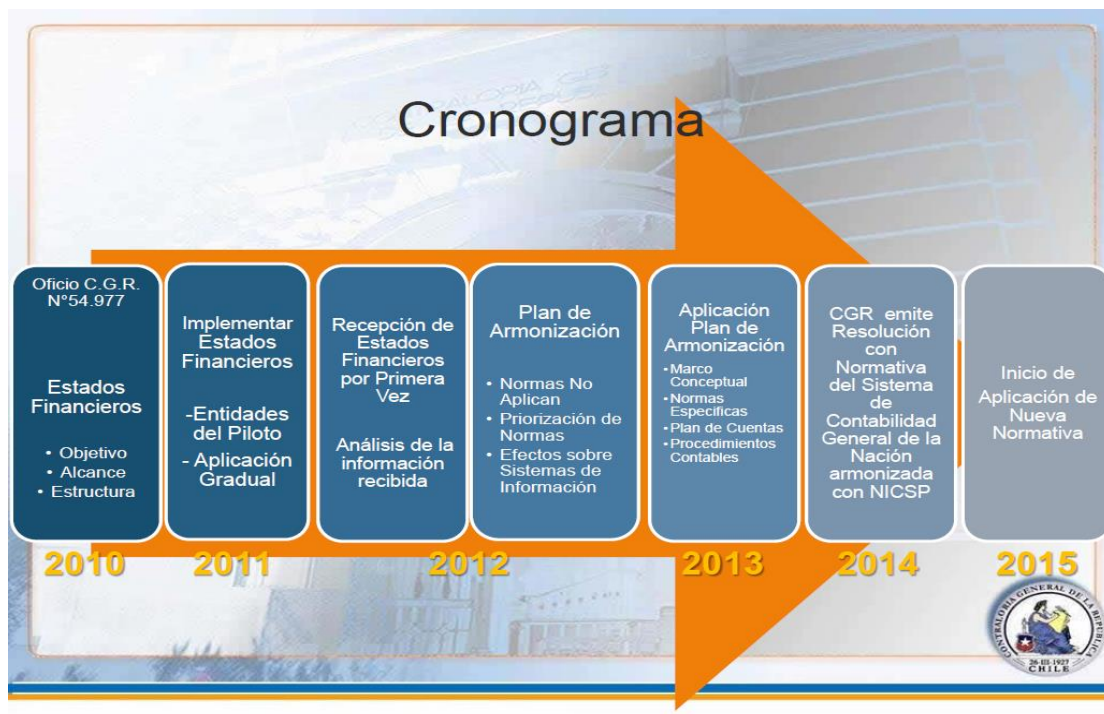 Cronograma
Oficio C.G.R.
N°54.977
Estados
Financieros
• Objetivo
• Alcance
• Estructura
2010
Implementar
Estados
Financieros
-Entidades
del Piloto
- Aplicación
Gradual
2011
Recepción de
Estados
Financieros
por Primera
Vez
Análisis de la
información
recibida
Plan de
Armonización
• Normas No
Aplican
• Priorización de
Normas
• Efectos sobre
Sistemas de
Información
2012
Aplicación
Plan de
Armonización
•Marco
Conceptual
•Normas
Específicas
•Plan de Cuentas
•Procedimientos
Contables
2013
CGR emite
Resolución
con
Normativa
del Sistema
de
Contabilidad
General de la
Nación
armonizada
con NICSP
2014
Inicio de
Aplicación de
Nueva
Normativa
2015
CONTRALORIA GENERAL DE LA REPUBLICA
26-III-1927
CHILE